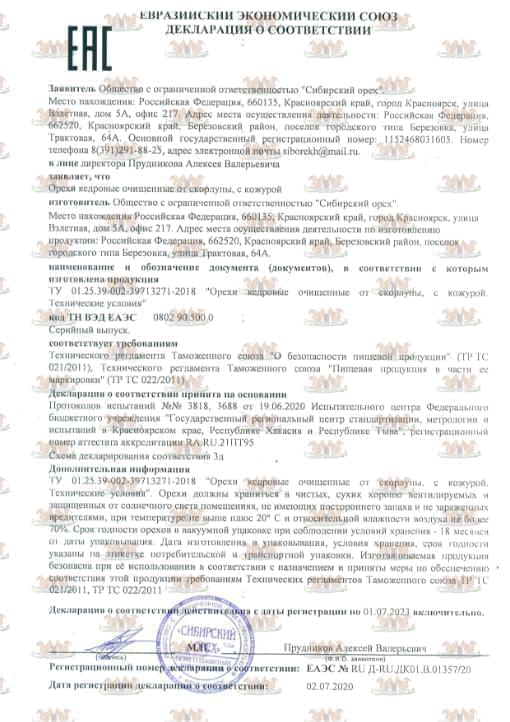 ЕВРАЗИЙСКИЙ ЭКОНОМИЧЕСКИЙ СОЮЗ
ДЕКЛАРАЦИЯ О СООТВЕТСТВИИ
ЕАС
Заявитель Общество с ограниченной ответственностью "Сибирский орех".
Место нахождения: Российская Федерация, 660135, Красноярский край, город Красноярск, улица
Взлетная, дом 5А, офис 217. Адрес места осуществления деятельности: Российская Федерация,
662520, Красноярский край, Березовский район, поселок городского типа Березовка, улица
Трактовая, 64А. Основной государственный регистрационный номер: 1152468031605. Номер
телефона 8(391)291-88-25, адрес электронной почты siborekh@mail.ru.
в лице директора Прудникова Алексея Валерьевича
заявляет, что
Орехи кедровые очищенные от скорлупы, с кожурой
изготовитель Общество с ограниченной ответственностью "Сибирский орех".
Место нахождения Российская Федерация, 660135, Красноярский край, город Красноярск, улица
Взлетная, дом 5А, офис 217. Адрес места осуществления деятельности по изготовлению
продукции: Российская Федерация, 662520, Красноярский край, Березовский район, поселок
городского типа Березовка, улица Трактовая, 64А.
наименование и обозначение документа (документов), в соответствии с которым
изготовлена продукция
ТУ 01.25.39-002-39713271-2018 "Орехи кедровые очищенные от скорлупы, с кожурой.
Технические условия"
код ТН ВЭД ЕАЭС 0802 90 500 0
Серийный выпуск.
соответствует требованиям
Технического регламента Таможенного союза "О безопасности пищевой продукции" (ТР ТС
021/2011), Технического регламента Таможенного союза "Пищевая продукция в части ее
маркировки" (ТР ТС 022/2011)
Декларация о соответствии принята на основании
Протоколов испытаний №№ 3818, 3688 от 19.06.2020 Испытательного центра Федерального
бюджетного учреждения "Государственный региональный центр стандартизации, метрологии и
испытаний в Красноярском крае, Республике Хакасия и Республике Тыва", регистрационный
номер аттестата аккредитации RA.RU.21ПТ95
Схема декларирования соответствия 3д
Дополнительная информация
ТУ 01.25.39-002-39713271-2018 "Орехи кедровые очищенные от скорлупы, с кожурой.
Технические условия". Орехи должны храниться в чистых, сухих хорошо вентилируемых и
защищенных от солнечного света помещениях, не имеющих постороннего запаха и не зараженных
вредителями, при температуре не выше плюс 20° С и относительной влажности воздуха не более
70%. Срок годности орехов в вакуумной упаковке при соблюдении условий хранения - 18 месяцев
от даты упаковывания. Дата изготовления и упаковывания, условия хранения, срок годности
указаны на этикетке потребительской и транспортной упаковки. Изготавливаемая продукция
безопасна при её использовании в соответствии с назначением и приняты меры по обеспечению
соответствия этой продукции требованиям Технических регламентов Таможенного союза ТР ТС
021/2011, ТР ТС 022/2011
Декларация о соответствии действительна с даты регистрации по 01.07.2023 включительно.
«СИБИРСКИЙ
М.П.
Прудников Алексей Валерьевич
(подпись)
(Ф.И.О. заявителя)
Регистрационный номер декларации о соответствии: ЕАЭС № RU Д-RU.ДК01.В.01357/20
Дата регистрации декларации о соответствии: 02.07.2020